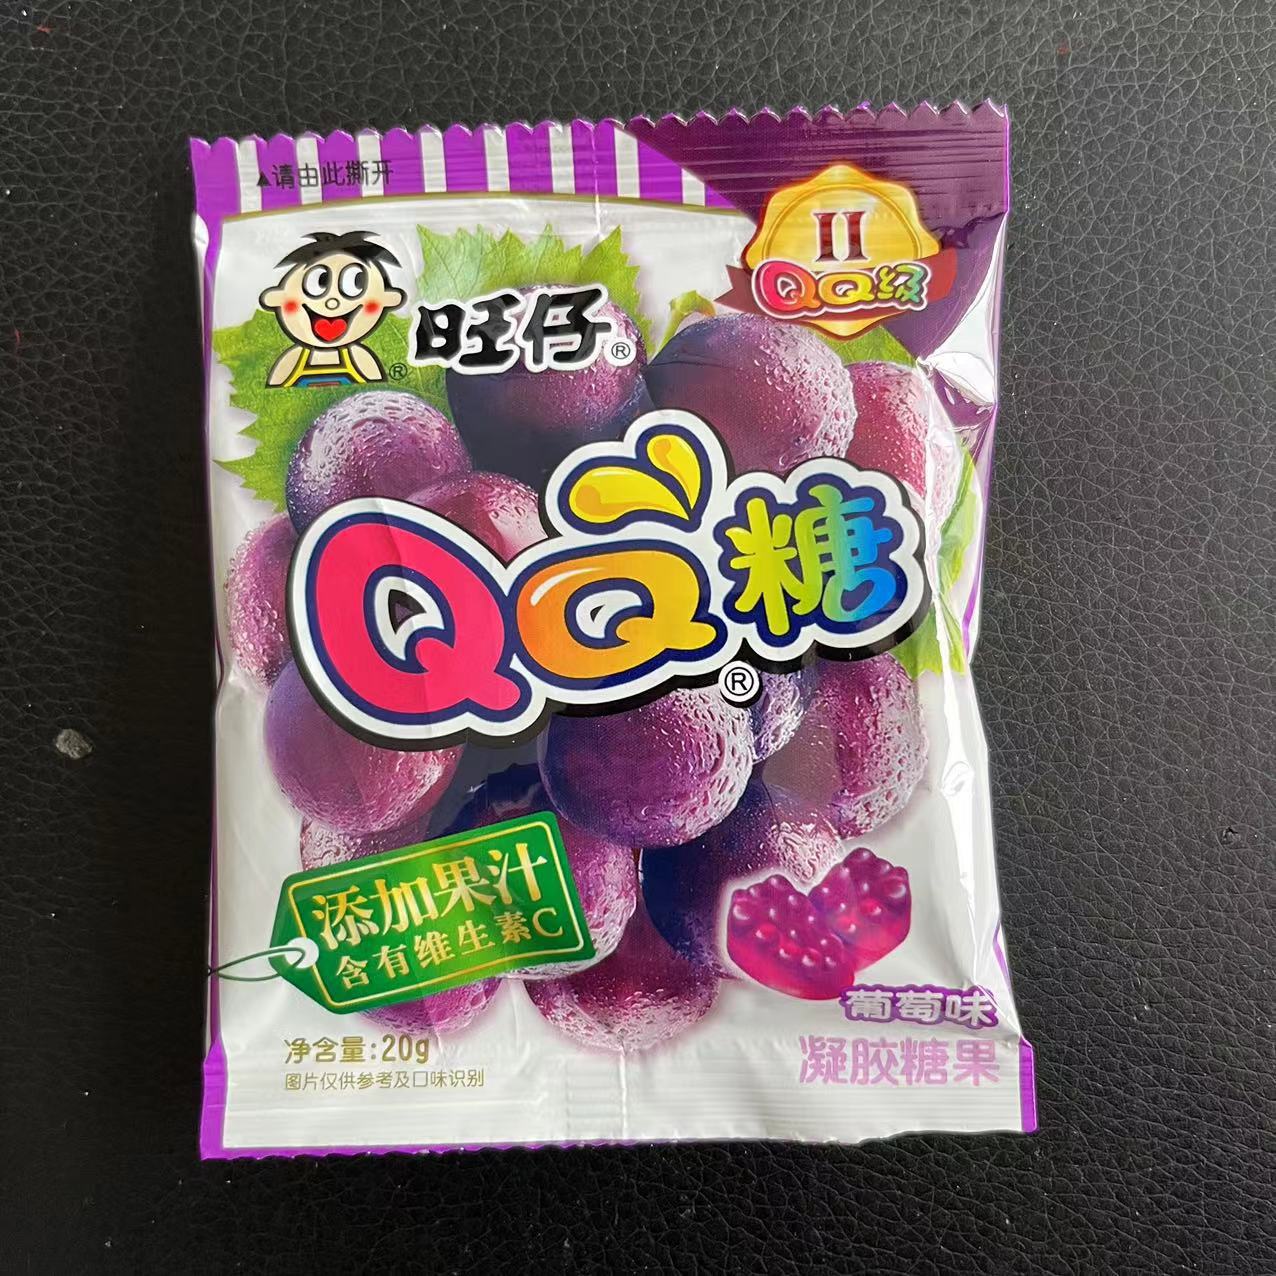 ▲请由此撕开
II
QQ级
旺仔®
®
QQ糖
®
添加果汁
含有维生素C
葡萄味
凝胶糖果
净含量:20g
图片仅供参考及口味识别